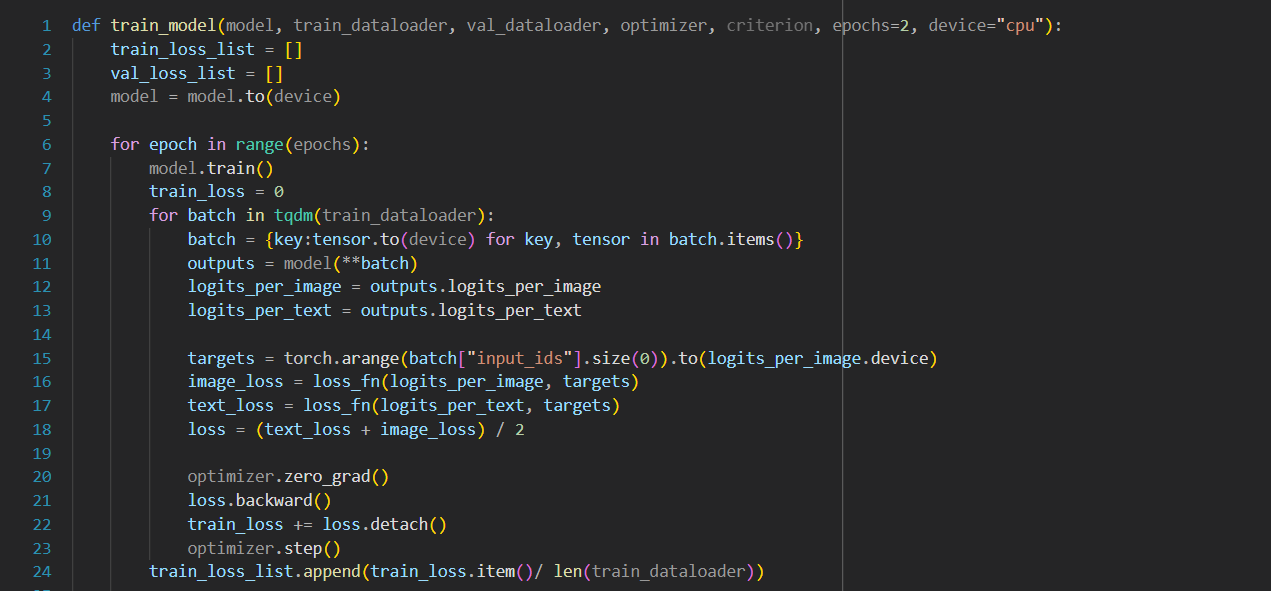 1 def train_model(model, train_dataloader, val_dataloader, optimizer, criterion, epochs=2, device="cpu"):
2     train_loss_list = []
3     val_loss_list = []
4     model = model.to(device)
5
6     for epoch in range(epochs):
7         model.train()
8         train_loss = 0
9         for batch in tqdm(train_dataloader):
10             batch = {key:tensor.to(device) for key, tensor in batch.items()}
11             outputs = model(**batch)
12             logits_per_image = outputs.logits_per_image
13             logits_per_text = outputs.logits_per_text
14
15             targets = torch.arange(batch["input_ids"].size(0)).to(logits_per_image.device)
16             image_loss = loss_fn(logits_per_image, targets)
17             text_loss = loss_fn(logits_per_text, targets)
18             loss = (text_loss + image_loss) / 2
19
20             optimizer.zero_grad()
21             loss.backward()
22             train_loss += loss.detach()
23             optimizer.step()
24         train_loss_list.append(train_loss.item()/ len(train_dataloader))